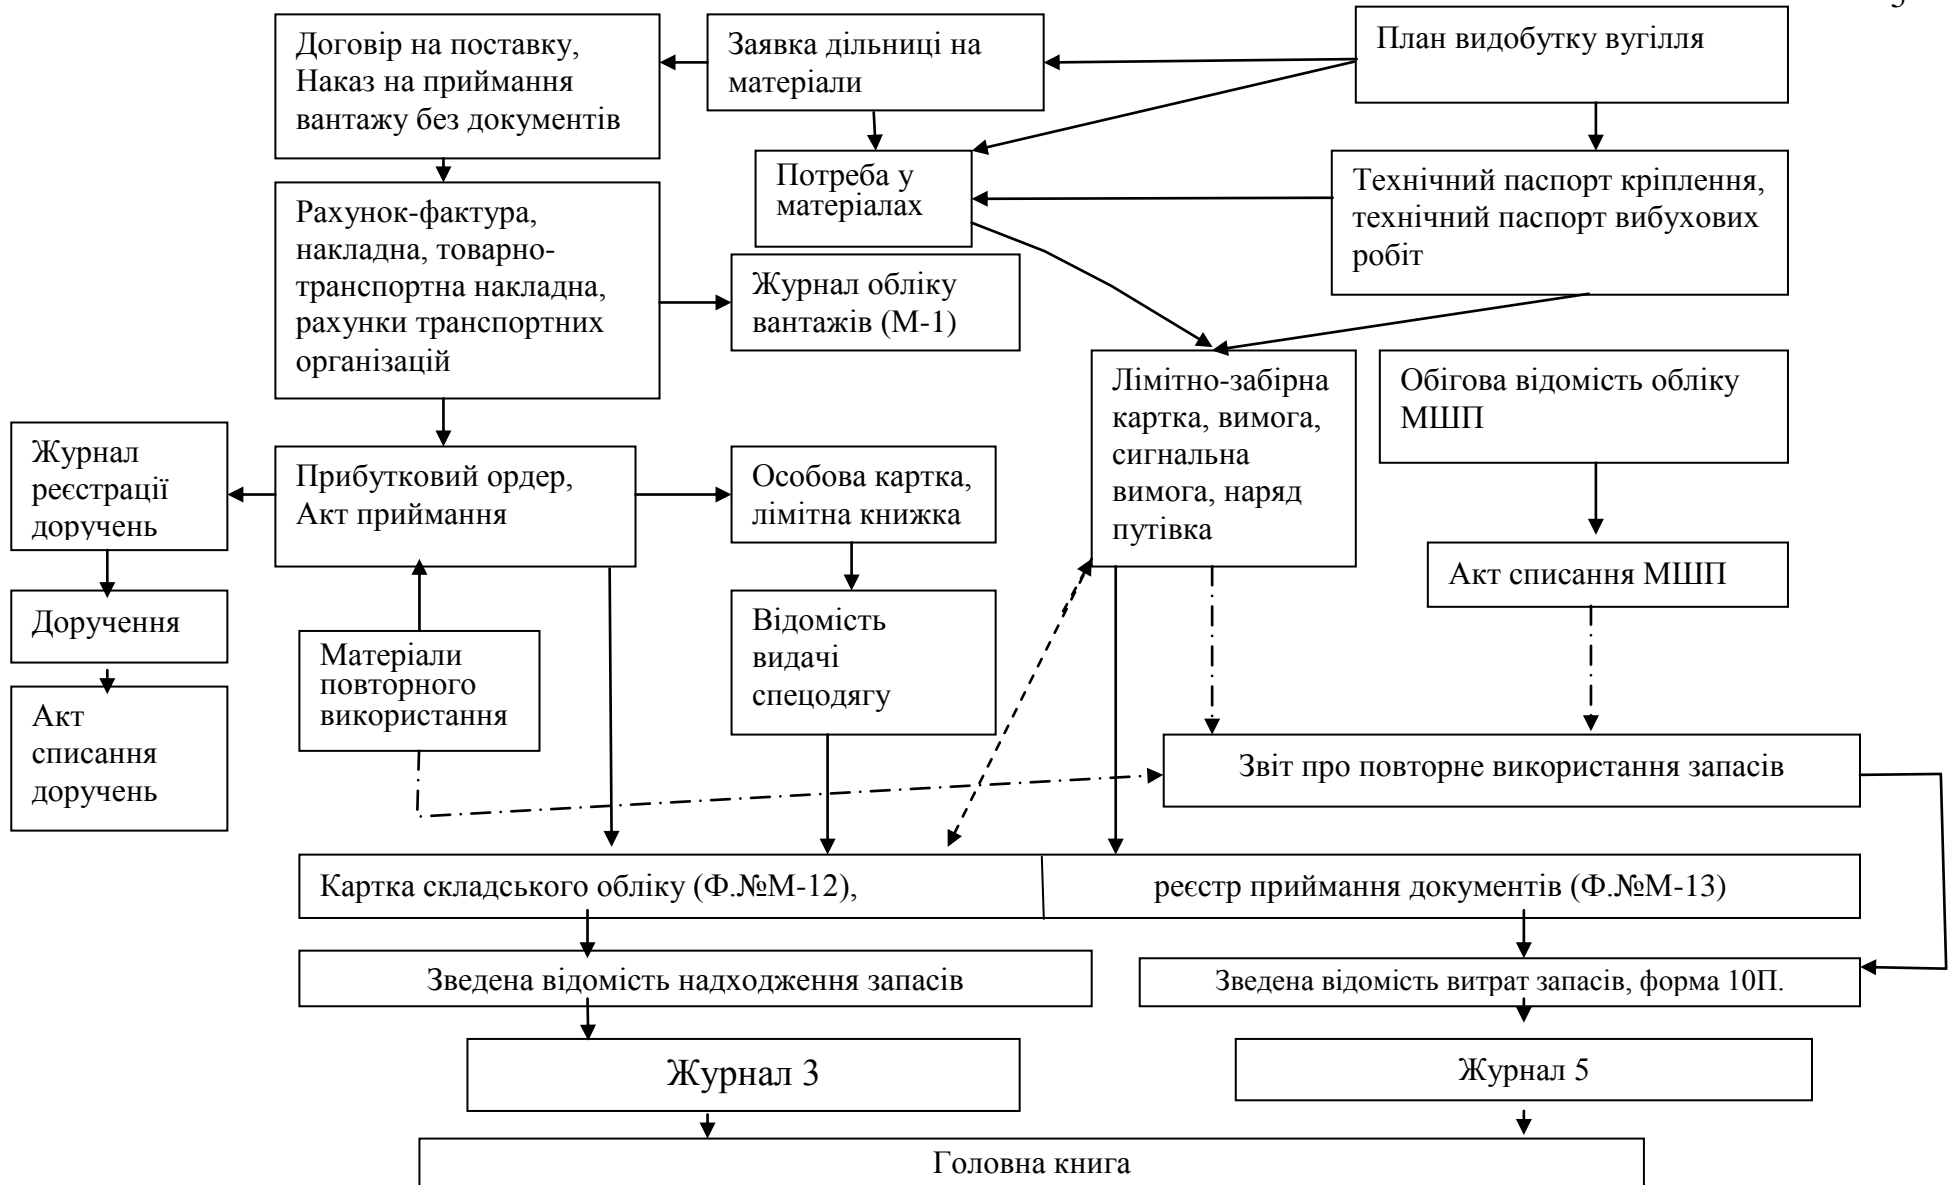 Договір на поставку,
Наказ на приймання
вантажу без документів
Заявка дільниці на
матеріали
План видобутку вугілля
Потреба у
матеріалах
Технічний паспорт кріплення,
технічний паспорт вибухових
робіт
Рахунок-фактура,
накладна, товарно-
транспортна накладна,
рахунки транспортних
організацій
Журнал обліку
вантажів (М-1)
Лімітно-забірна
картка, вимога,
сигнальна
вимога, наряд
путівка
Обігова відомість обліку
МШП
Журнал
реєстрації
доручень
Прибутковий ордер,
Акт приймання
Особова картка,
лімітна книжка
Акт списання МШП
Доручення
Матеріали
повторного
використання
Відомість
видачі
спецодягу
Акт
списання
доручень
Звіт про повторне використання запасів
Картка складського обліку (Ф.№М-12),
реєстр приймання документів (Ф.№М-13)
Зведена відомість надходження запасів
Зведена відомість витрат запасів, форма 10П.
Журнал 3
Журнал 5
Головна книга